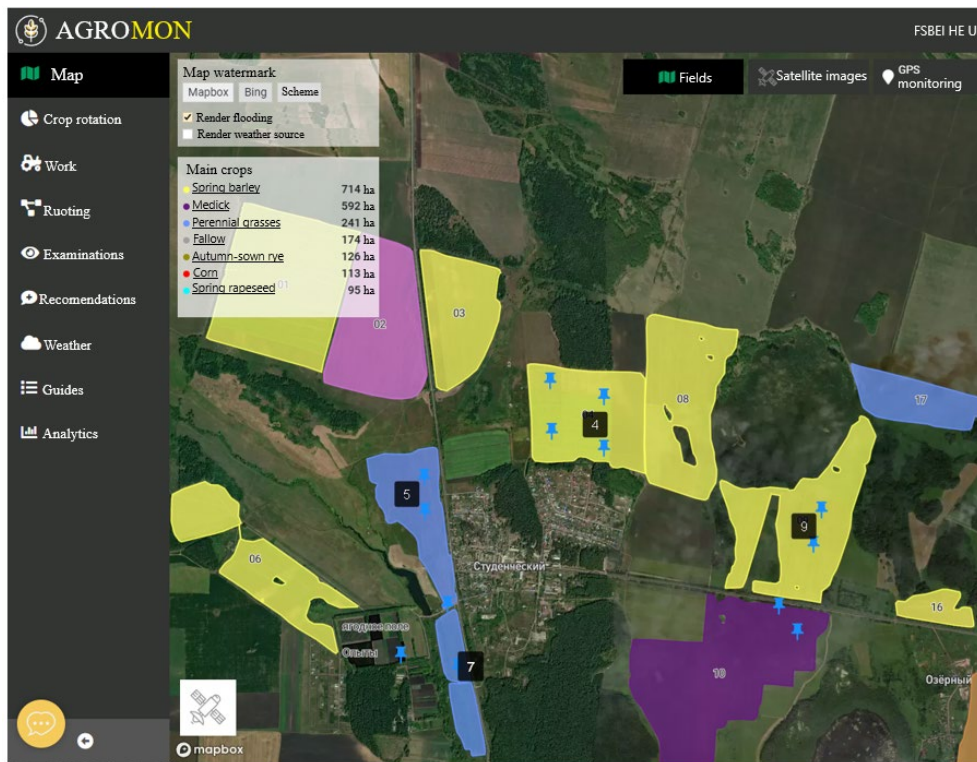 AGROMON
FSBEI HE U
Map
Crop rotation
Work
Ruoting
Examinations
Recomendations
Weather
Guides
Analytics
Map watermark
Mapbox Bing Scheme
Render flooding
Render weather source
Main crops
Spring barley 714 ha
Medick 592 ha
Perennial grasses 241 ha
Fallow 174 ha
Autumn-sown rye 126 ha
Corn 113 ha
Spring rapeseed 95 ha
Fields
Satellite images
GPS
monitoring
01
02
03
08
17
4
5
9
06
Студенческий
16
ягодное поле
Опыты
7
10
Озёрный
mapbox